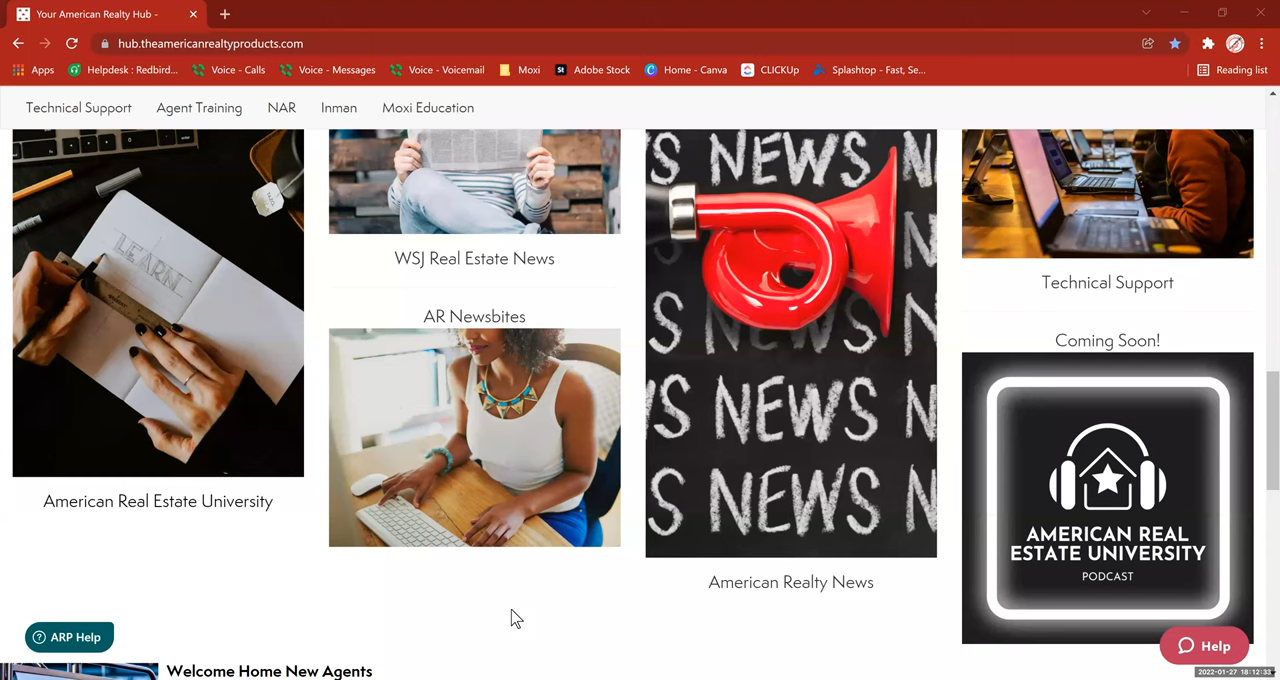 Your American Realty Hub -
hub.theamericanrealtyproducts.com
Apps
Helpdesk : Redbird...
Voice - Calls
Voice - Messages
Voice - Voicemail
Moxi
St
Adobe Stock
C
Home - Canva
CLICKUp
Splashtop - Fast, Se...
Reading list
Technical Support
Agent Training
NAR
Inman
Moxi Education
LEARN
American Real Estate University
WSJ Real Estate News
AR Newsbites
S NEWS N
S NEWS N
S NEWS N
American Realty News
Technical Support
Coming Soon!
AMERICAN REAL
ESTATE UNIVERSITY
PODCAST
? ARP Help
Help
Welcome Home New Agents
2022-01-27 18:12:33